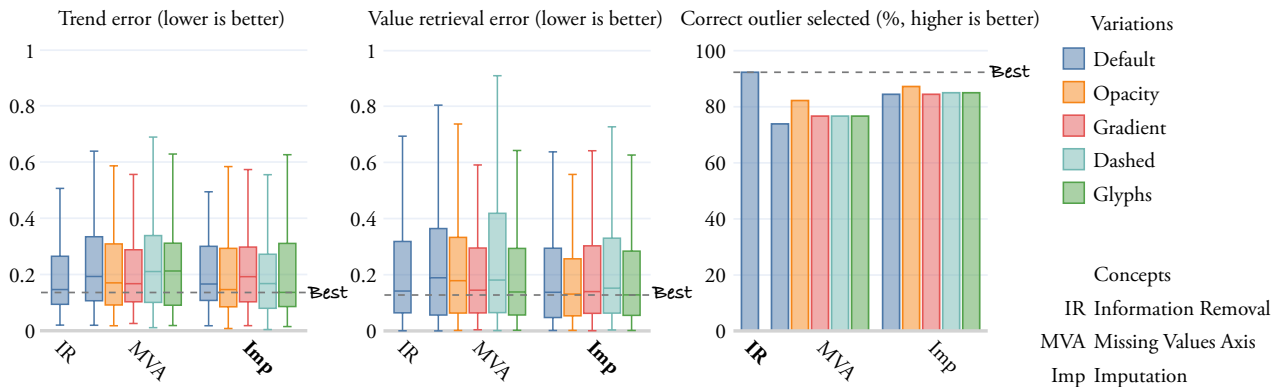 Trend error (lower is better)
1
0.8
0.6
0.4
0.2
0
Best
IR
MVA
Imp
Value retrieval error (lower is better)
1
0.8
0.6
0.4
0.2
0
Best
IR
MVA
Imp
Correct outlier selected (%, higher is better)
100
80
60
40
20
0
Best
IR
MVA
Imp
Variations
Default
Opacity
Gradient
Dashed
Glyphs
Concepts
IR Information Removal
MVA Missing Values Axis
Imp Imputation